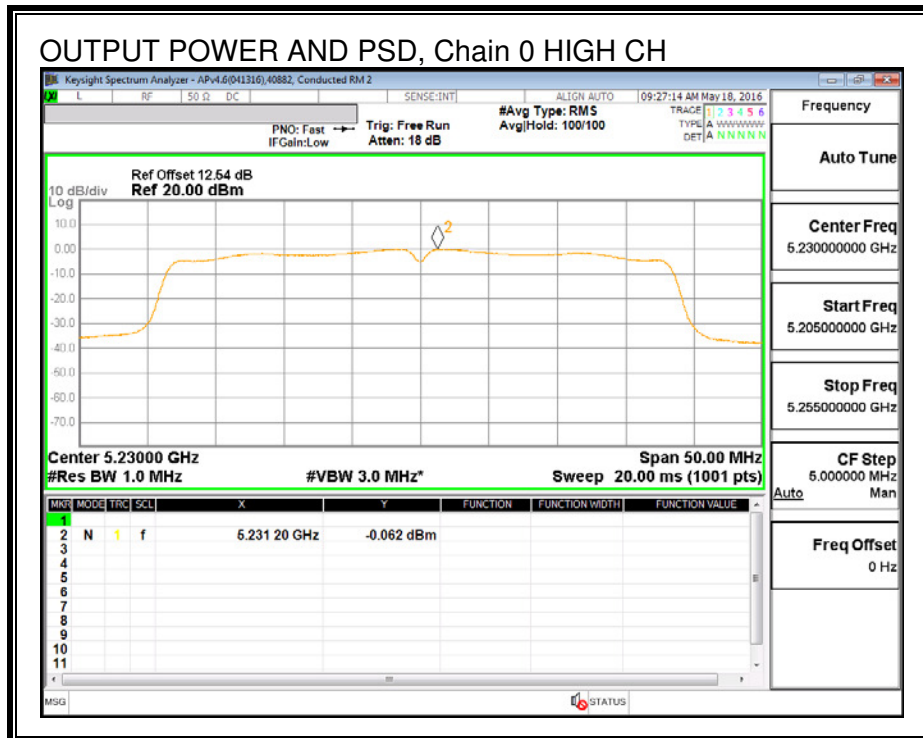 OUTPUT POWER AND PSD, Chain 0 HIGH CH
Keysight Spectrum Analyzer - APv4.6(041316),40882, Conducted RM 2
L RF 50 Ω DC SENSE:INT ALIGN AUTO 09:27:14 AM May 18, 2016
PNO: Fast
IFGain:Low
Trig: Free Run
Atten: 18 dB
#Avg Type: RMS
Avg|Hold: 100/100
TRACE 1 2 3 4 5 6
TYPE A WWWWW
DET A N N N N N
Ref Offset 12.54 dB
10 dB/div Ref 20.00 dBm
Log
10.0
0.00
-10.0
-20.0
-30.0
-40.0
-50.0
-60.0
-70.0
2
Center 5.23000 GHz Span 50.00 MHz
#Res BW 1.0 MHz #VBW 3.0 MHz* Sweep 20.00 ms (1001 pts)
MKR MODE TRC SCL X Y FUNCTION FUNCTION WIDTH FUNCTION VALUE
1
2 N 1 f 5.231 20 GHz -0.062 dBm
3
4
5
6
7
8
9
10
11
MSG STATUS
Frequency
Auto Tune
Center Freq
5.230000000 GHz
Start Freq
5.205000000 GHz
Stop Freq
5.255000000 GHz
CF Step
5.000000 MHz
Auto Man
Freq Offset
0 Hz